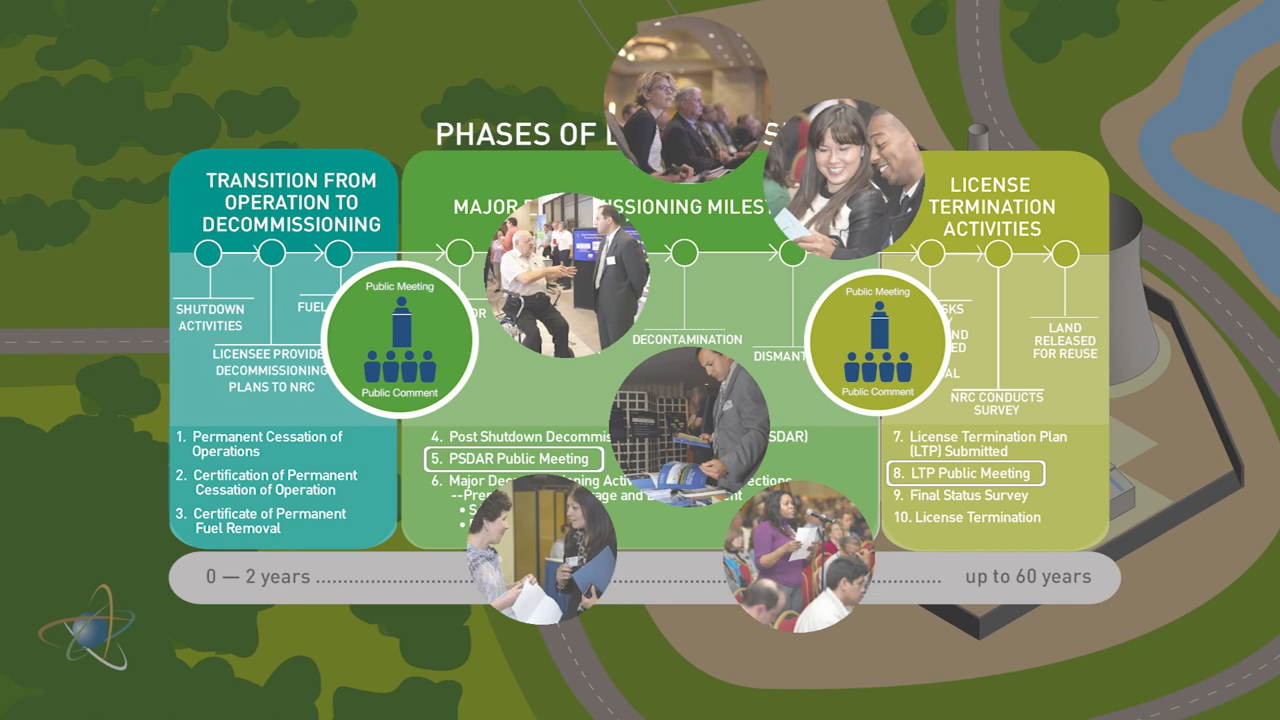 PHASES OF
TRANSITION FROM
OPERATION TO
DECOMMISSIONING
MAJOR
LICENSE
TERMINATION
ACTIVITIES
SHUTDOWN
ACTIVITIES
FUEL
LICENSEE PROVIDE
DECOMMISSIONING
PLANS TO NRC
Public Meeting
Public Comment
DECONTAMINATION
DISMANT
Public Meeting
Public Comment
NRC CONDUCTS
SURVEY
LAND
RELEASED
FOR REUSE
1. Permanent Cessation of
Operations
2. Certification of Permanent
Cessation of Operation
3. Certificate of Permanent
Fuel Removal
4. Post Shutdown Decommis SDAR)
5. PSDAR Public Meeting
6. Major
7. License Termination Plan
(LTP) Submitted
8. LTP Public Meeting
9. Final Status Survey
10. License Termination
0 — 2 years
up to 60 years